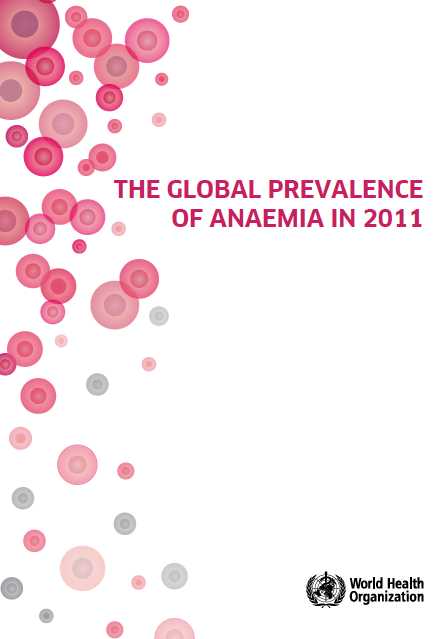 THE GLOBAL PREVALENCE
OF ANAEMIA IN 2011
World Health
Organization